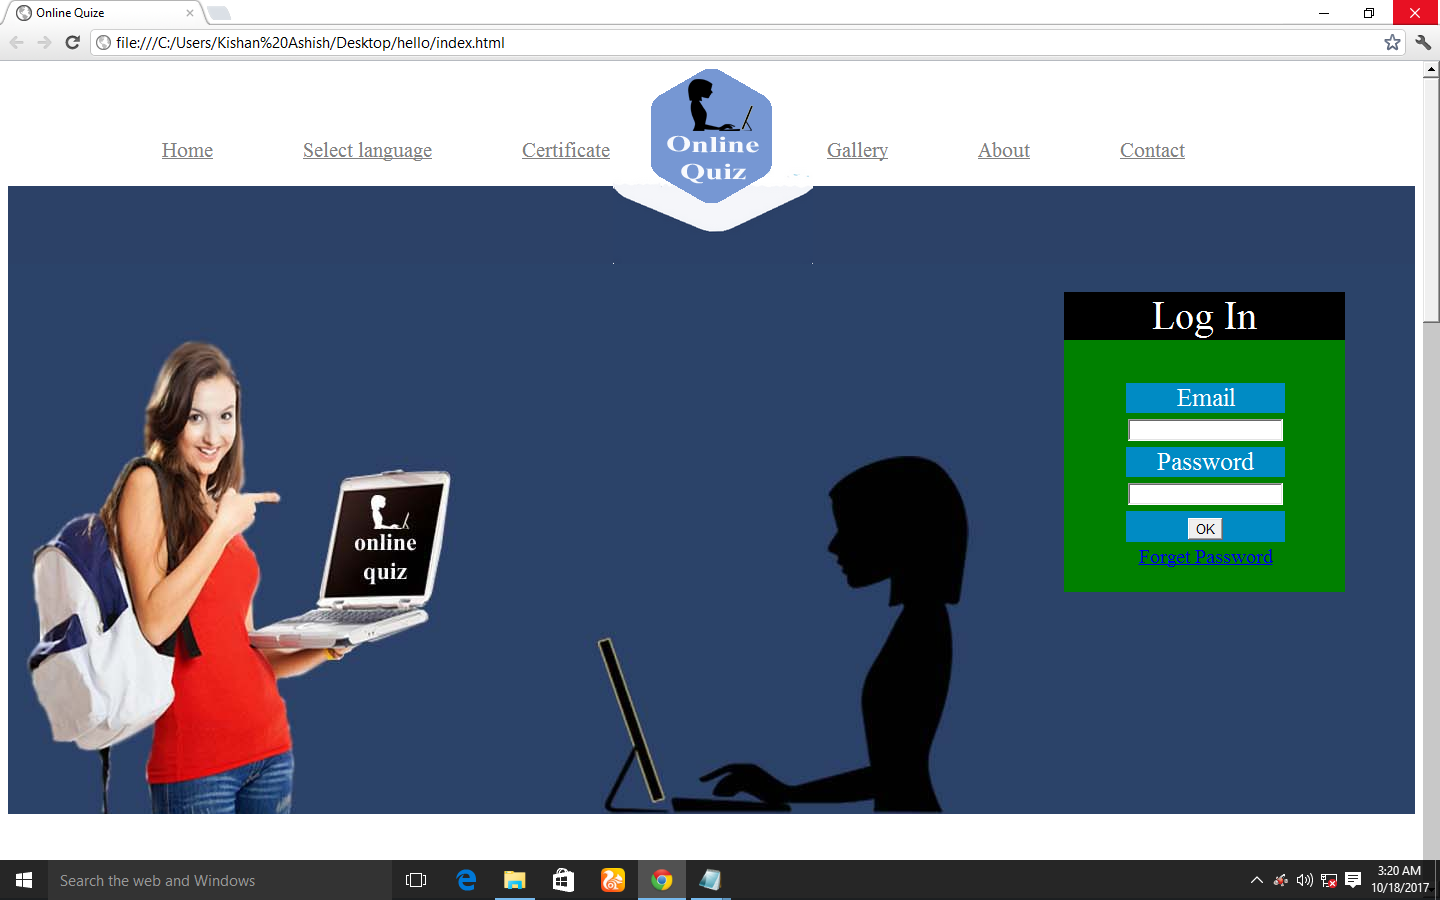 Online Quize
file:///C:/Users/Kishan%20Ashish/Desktop/hello/index.html
Home
Select language
Certificate
Online
Quiz
Gallery
About
Contact
Log In
Email
Password
OK
Forget Password
online
quiz
Search the web and Windows
3:20 AM
10/18/2017